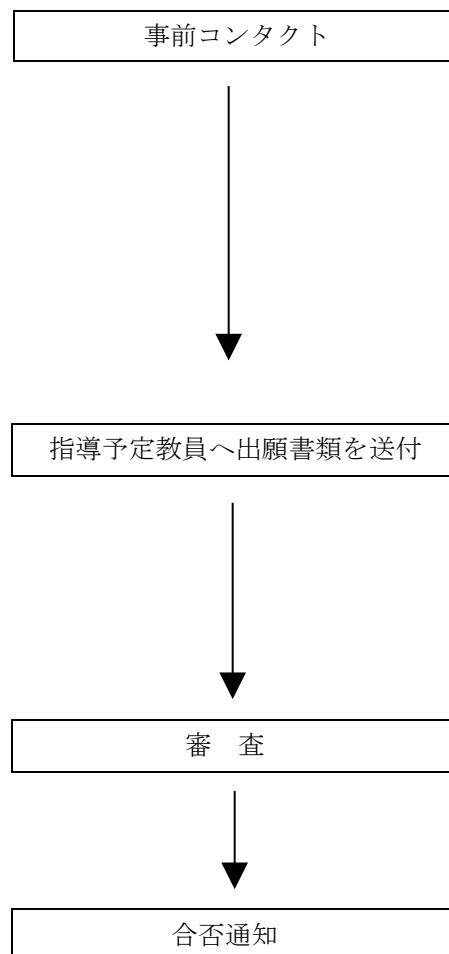 事前コンタクト
指導予定教員へ出願書類を送付
審　査
合否通知